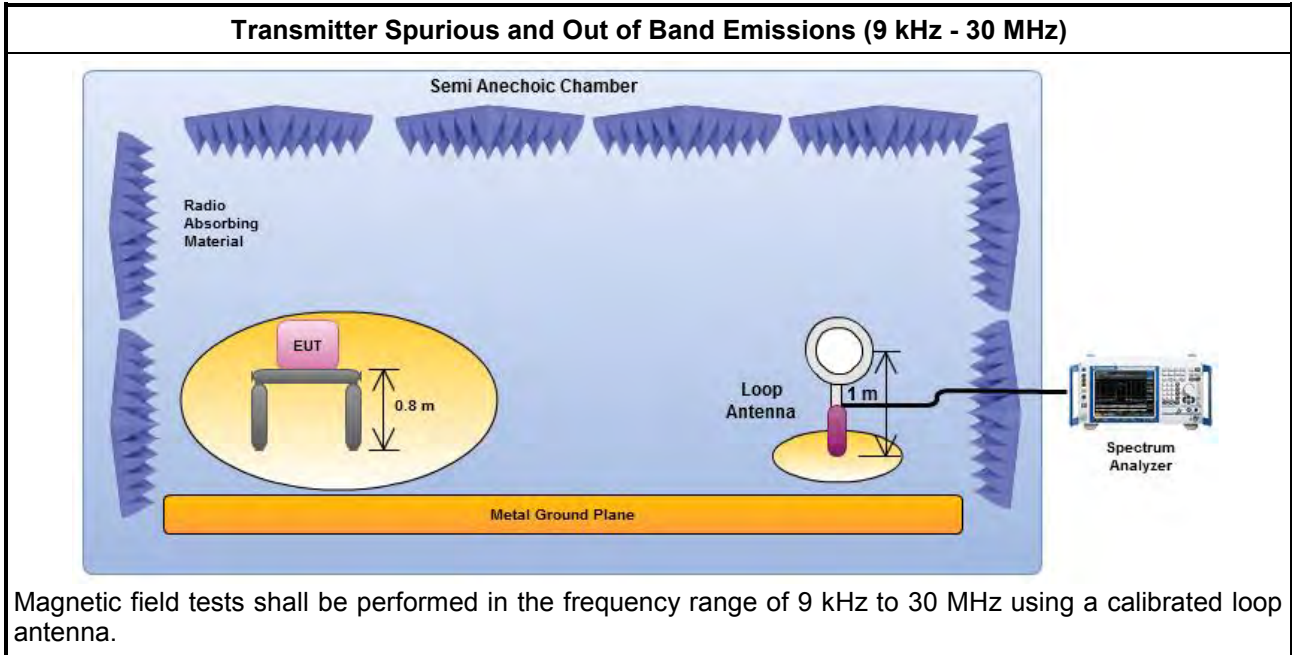 Transmitter Spurious and Out of Band Emissions (9 kHz - 30 MHz)
Semi Anechoic Chamber
Radio
Absorbing
Material
EUT
0.8 m
Loop
Antenna
1 m
Spectrum
Analyzer
Metal Ground Plane
Magnetic field tests shall be performed in the frequency range of 9 kHz to 30 MHz using a calibrated loop
antenna.